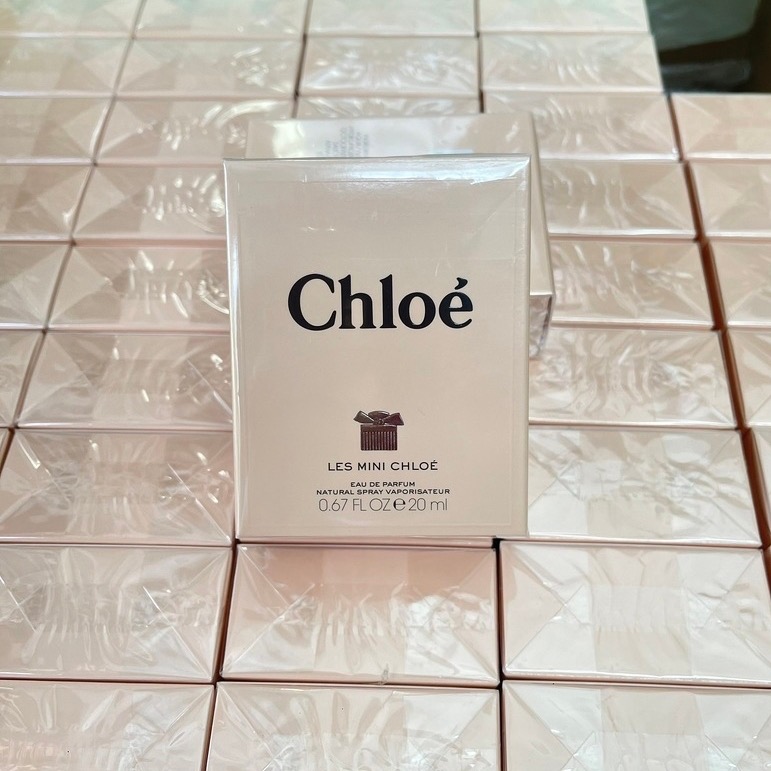 Chloé
LES MINI CHLOÉ
EAU DE PARFUM
NATURAL SPRAY VAPORISATEUR
0.67 FL OZ ℮ 20 ml